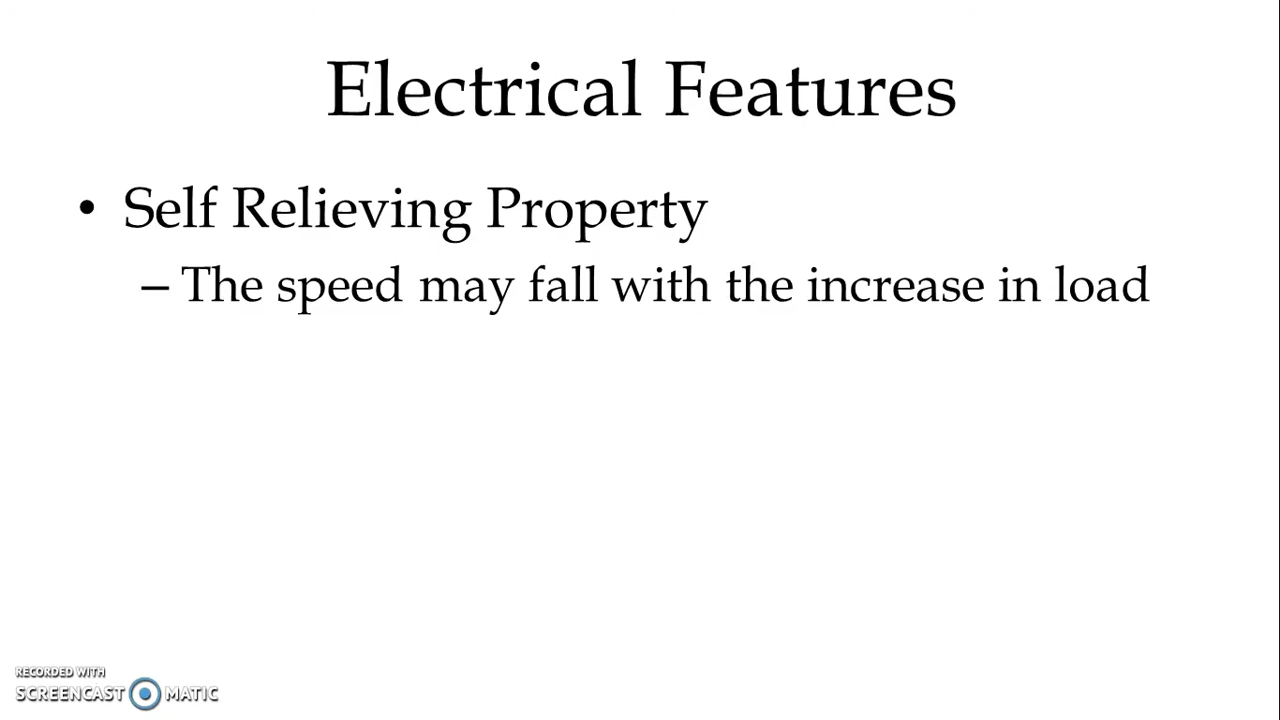 Electrical Features
• Self Relieving Property
– The speed may fall with the increase in load
RECORDED WITH
SCREENCAST MATIC